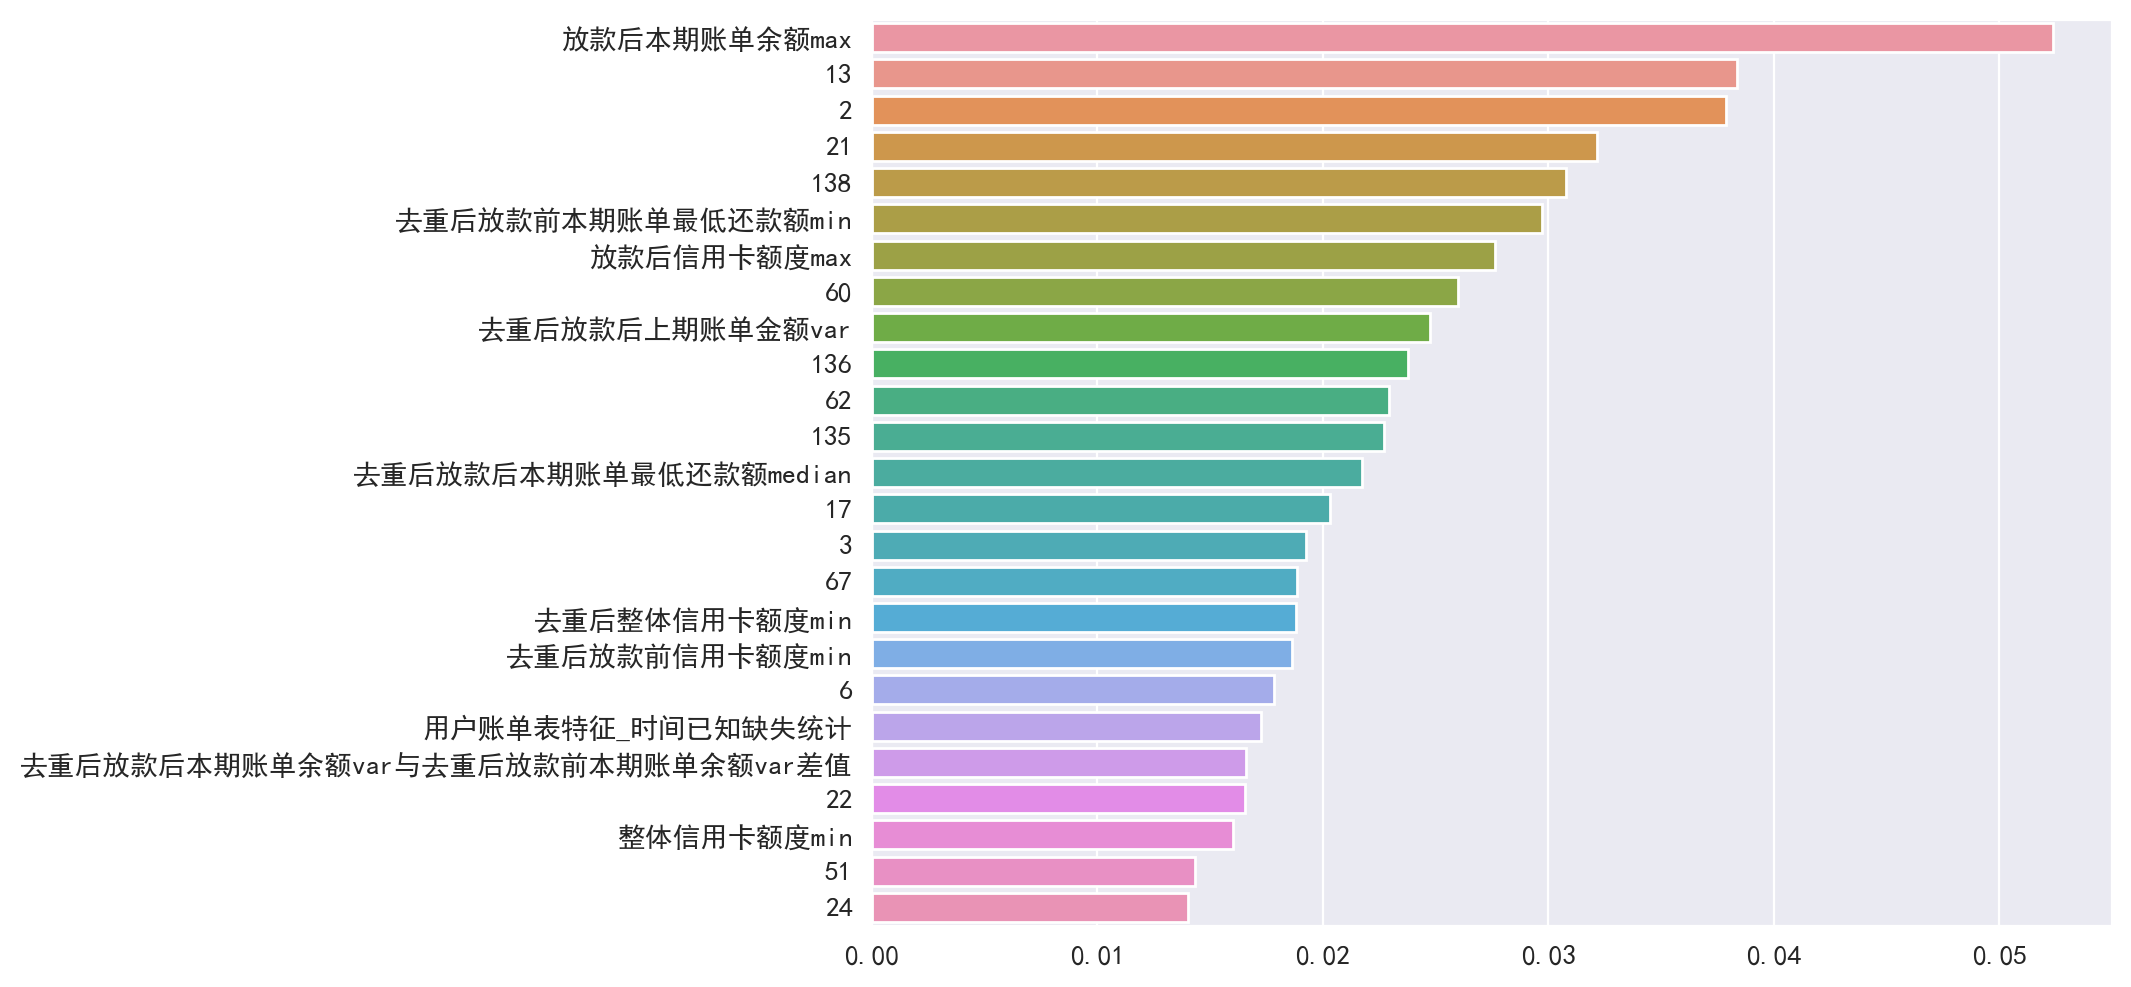 放款后本期账单余额max
13
2
21
138
去重后放款前本期账单最低还款额min
放款后信用卡额度max
60
去重后放款后上期账单金额var
136
62
135
去重后放款后本期账单最低还款额median
17
3
67
去重后整体信用卡额度min
去重后放款前信用卡额度min
6
用户账单表特征_时间已知缺失统计
去重后放款后本期账单余额var与去重后放款前本期账单余额var差值
22
整体信用卡额度min
51
24
0.00 0.01 0.02 0.03 0.04 0.05